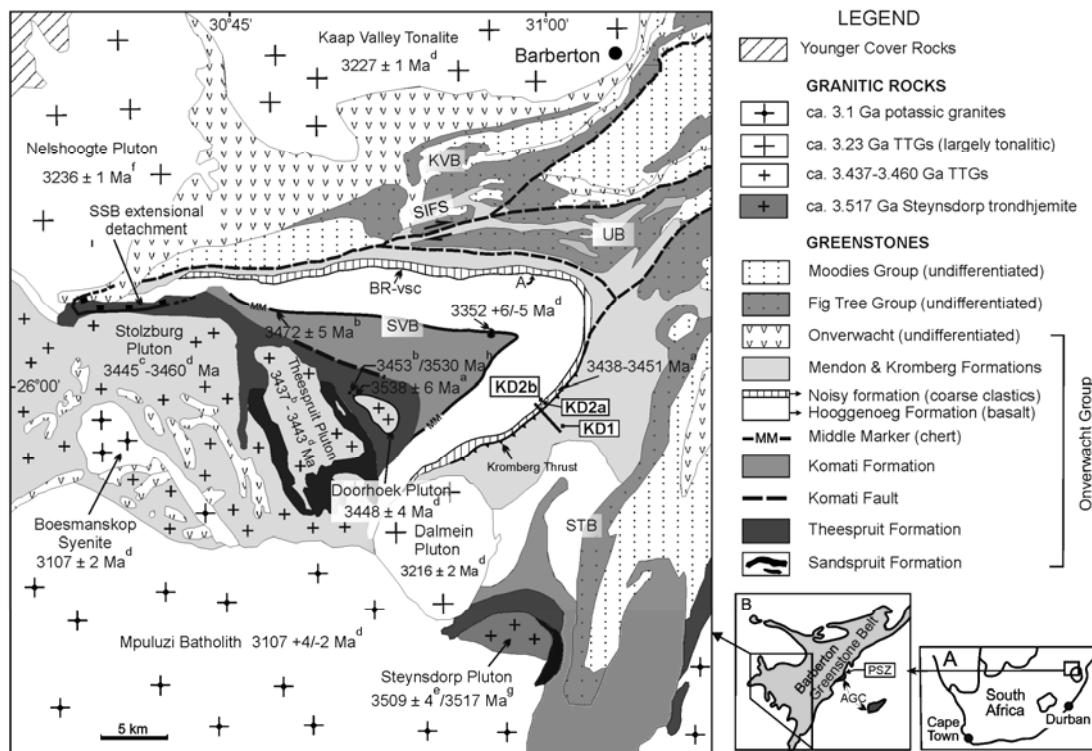 30°45'
31°00'
Kaap Valley Tonalite
3227 ± 1 Ma^d
Barberton
Nelshoogte Pluton
3236 ± 1 Ma^f
KVB
SSB extensional
detachment
SIFS
UB
BR-vsc
A
3352 +6/-5 Ma^d
MM
SVB
3472 ± 5 Ma^b
Stolzburg
Pluton
3445^c-3460^d Ma
3453^b/3530 Ma^h
3538 ± 6 Ma^a
3438-3451 Ma^a
26°00'
Theespruit Pluton
3437 - 3443^d Ma
KD2b
KD2a
KD1
MM
Kromberg Thrust
Doorhoek Pluton
3448 ± 4 Ma^d
Boesmanskop
Syenite
3107 ± 2 Ma^d
Dalmein
Pluton
3216 ± 2 Ma^d
STB
Mpuluzi Batholith 3107 +4/-2 Ma^d
Steynsdorp Pluton
3509 ± 4^e/3517 Ma^g
5 km
LEGEND
Younger Cover Rocks
GRANITIC ROCKS
ca. 3.1 Ga potassic granites
ca. 3.23 Ga TTGs (largely tonalitic)
ca. 3.437-3.460 Ga TTGs
ca. 3.517 Ga Steynsdorp trondhjemite
GREENSTONES
Moodies Group (undifferentiated)
Fig Tree Group (undifferentiated)
Onverwacht (undifferentiated)
Mendon & Kromberg Formations
Noisy formation (coarse clastics)
Hooggenoeg Formation (basalt)
MM Middle Marker (chert)
Komati Formation
Komati Fault
Theespruit Formation
Sandspruit Formation
Onverwacht Group
B
Barberton
Greenstone Belt
PSZ
AGC
A
South
Africa
Durban
Cape
Town